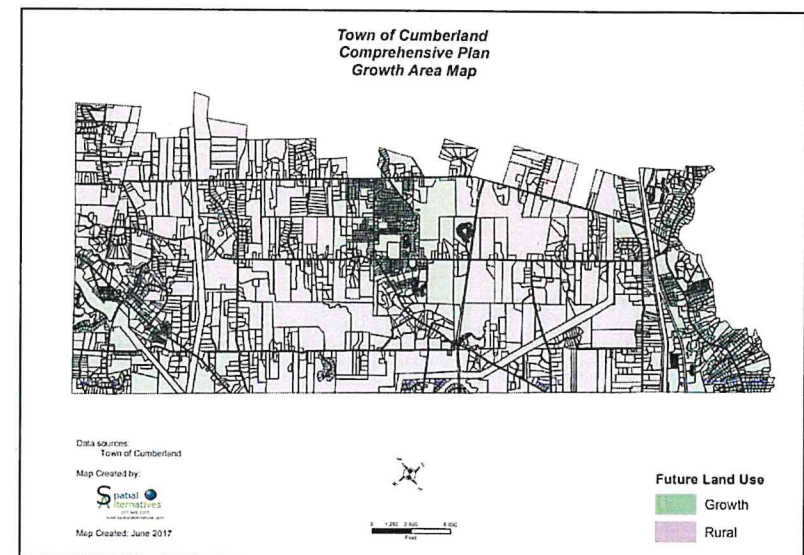 Town of Cumberland
Comprehensive Plan
Growth Area Map
Data sources:
Town of Cumberland
Map Created by:
Spatial
Alternatives
Map Created: June 2017
Feet
Future Land Use
Growth
Rural